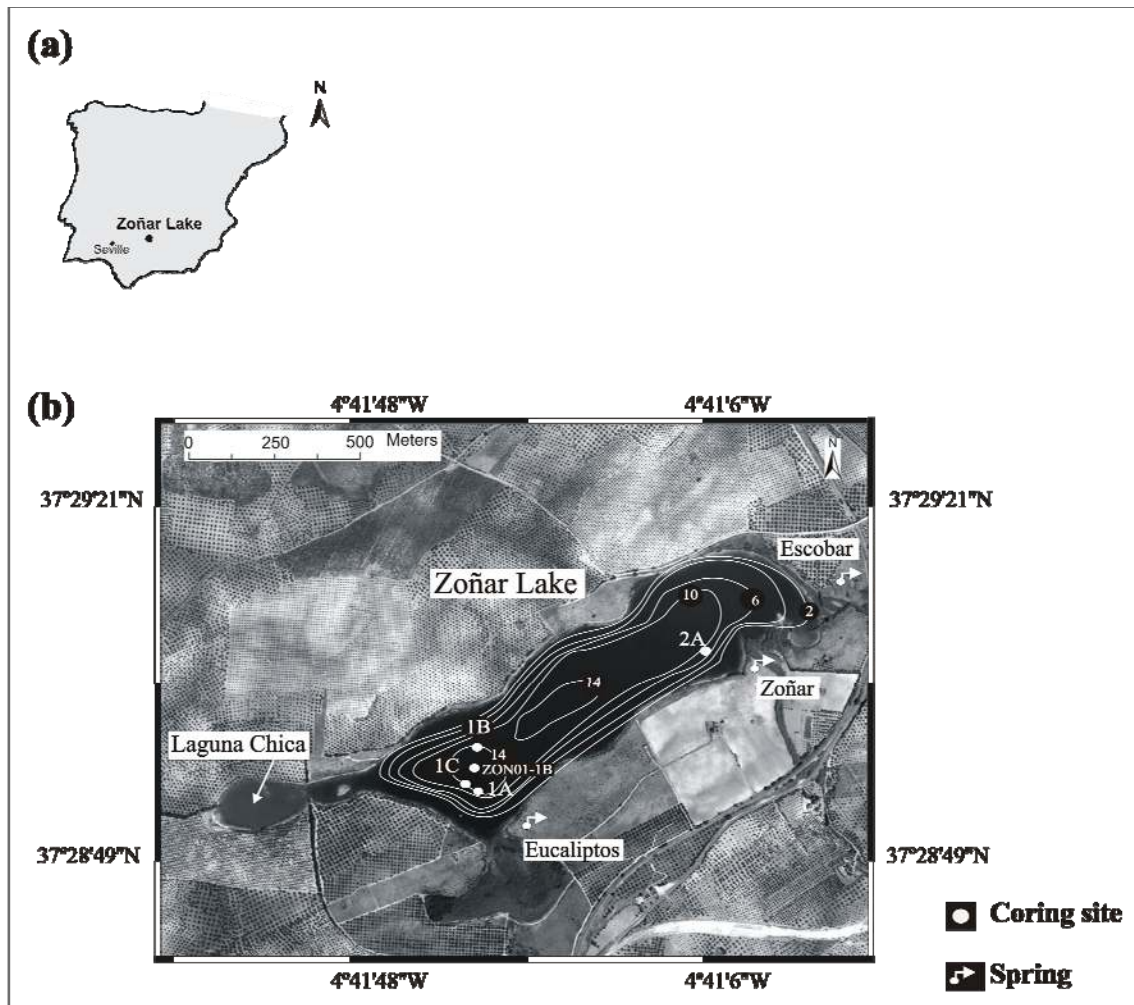 (a)
N
Zoñar Lake
Seville
(b)
4°41'48"W
4°41'6"W
0 250 500 Meters
N
37°29'21"N
37°29'21"N
Escobar
Zoñar Lake
10
6
2
2A
Zoñar
14
1B
Laguna Chica
14
1C
ZON01-1B
1A
Eucaliptos
37°28'49"N
37°28'49"N
Coring site
4°41'48"W
4°41'6"W
Spring